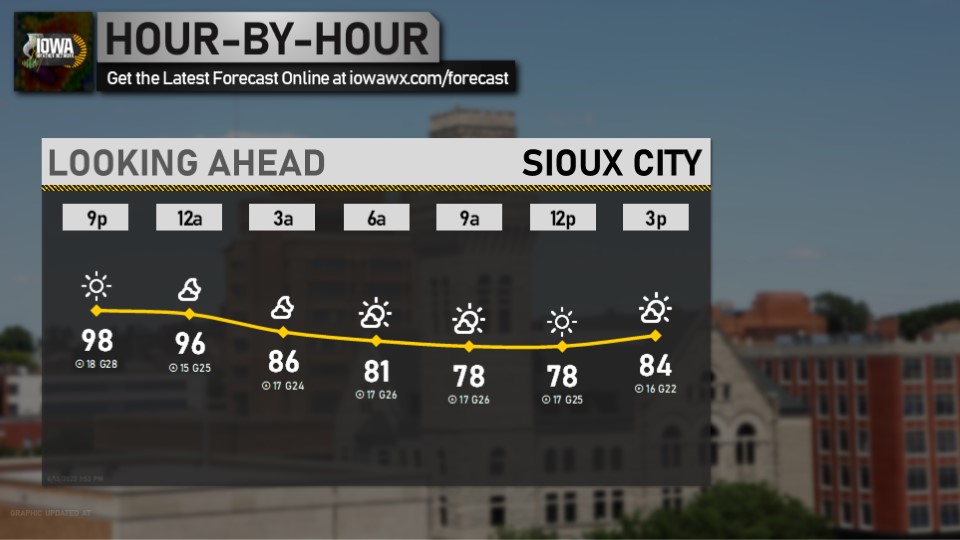 IOWA
HOUR-BY-HOUR
Get the Latest Forecast Online at iowawx.com/forecast
LOOKING AHEAD SIOUX CITY
9p 12a 3a 6a 9a 12p 3p
98 96 86 81 78 78 84
18 G28 15 G25 17 G24 17 G26 17 G26 17 G25 16 G22
GRAPHIC UPDATED AT